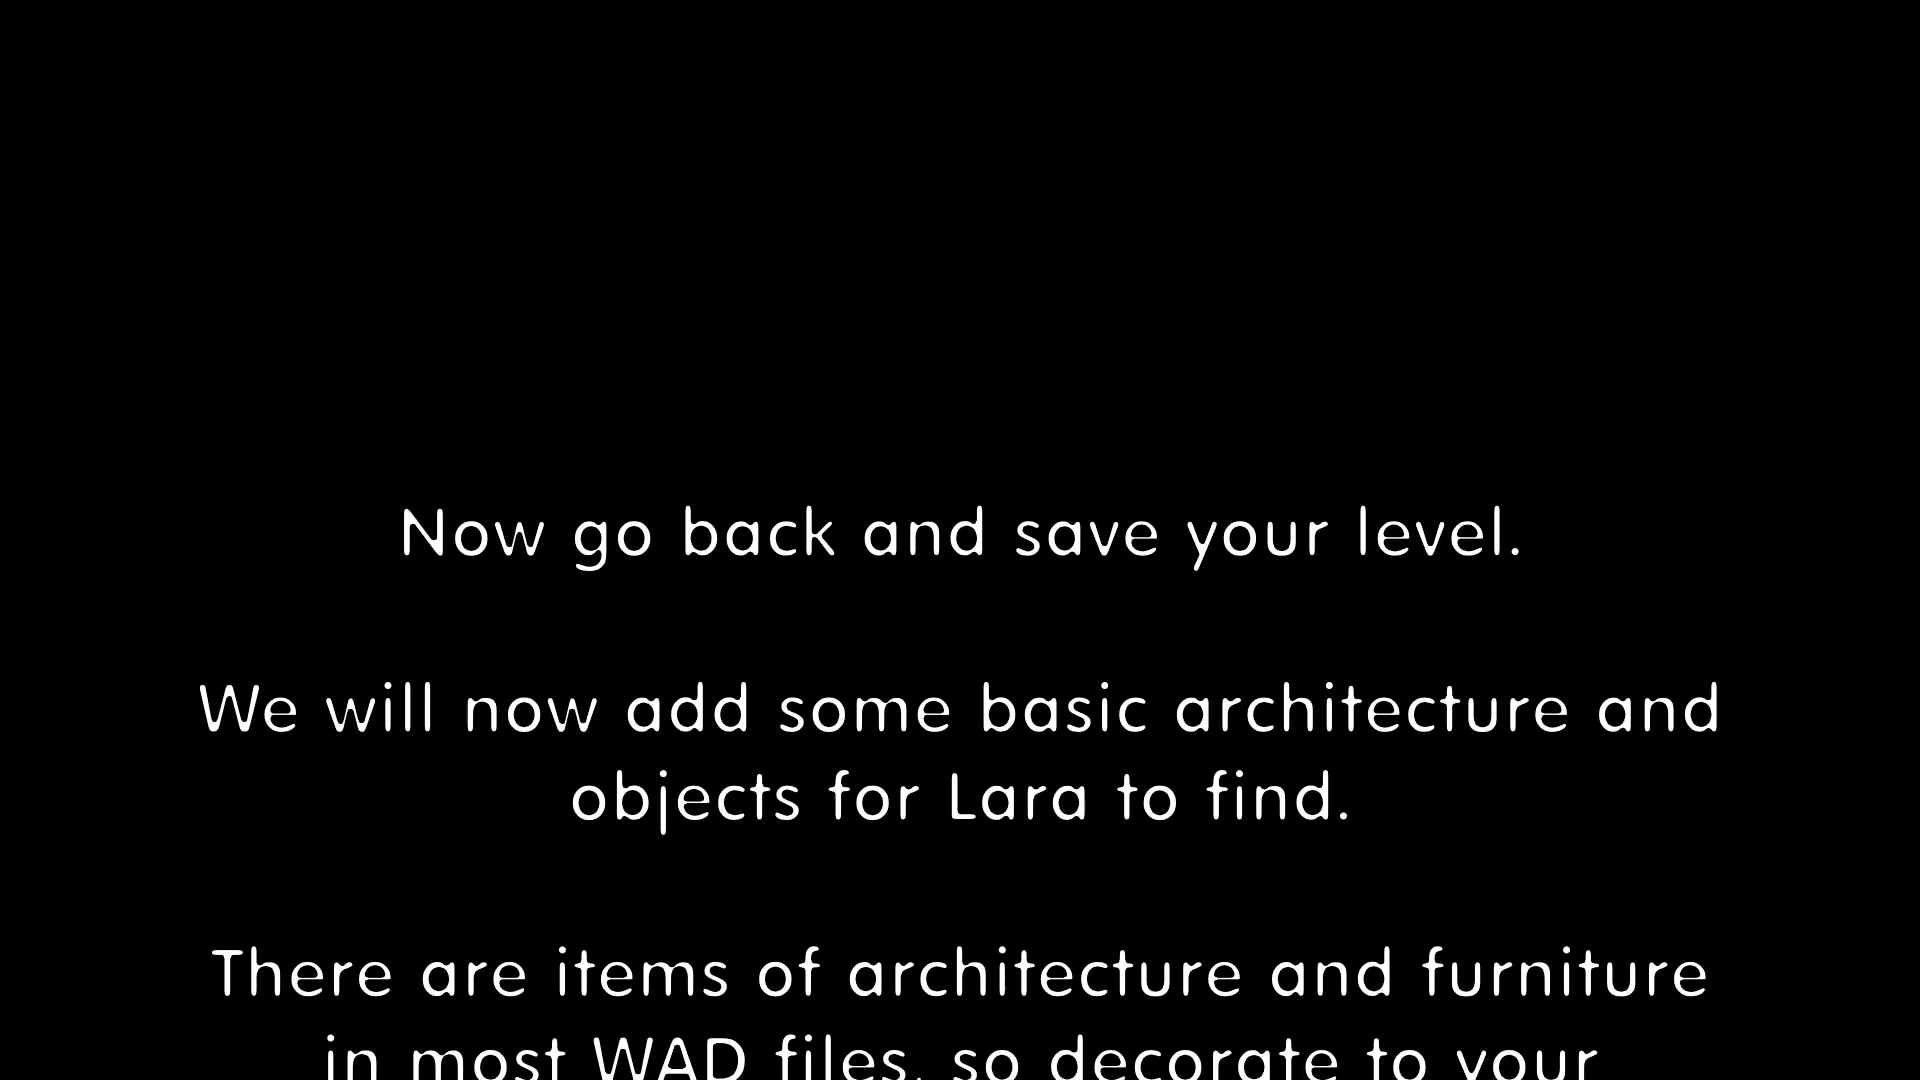 Now go back and save your level.
We will now add some basic architecture and
objects for Lara to find.
There are items of architecture and furniture
in most WAD files, so decorate to your